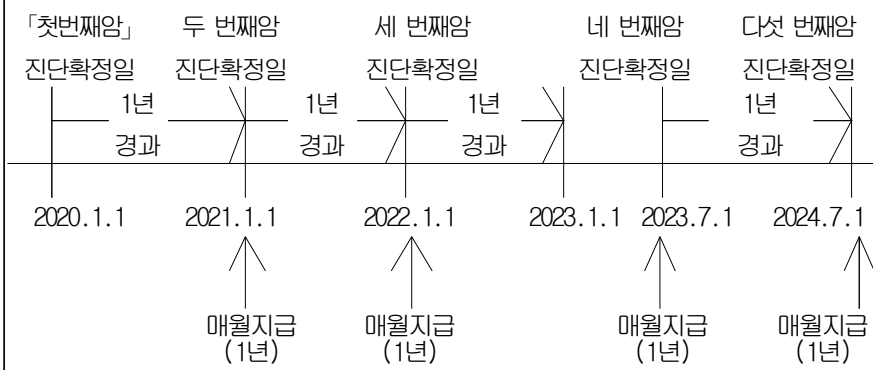 「첫번째암」 두 번째암 세 번째암 네 번째암 다섯 번째암
진단확정일 진단확정일 진단확정일 진단확정일 진단확정일
1년 1년 1년 1년
경과 경과 경과 경과
2020.1.1 2021.1.1 2022.1.1 2023.1.1 2023.7.1 2024.7.1
매월지급 매월지급 매월지급 매월지급
(1년) (1년) (1년) (1년)